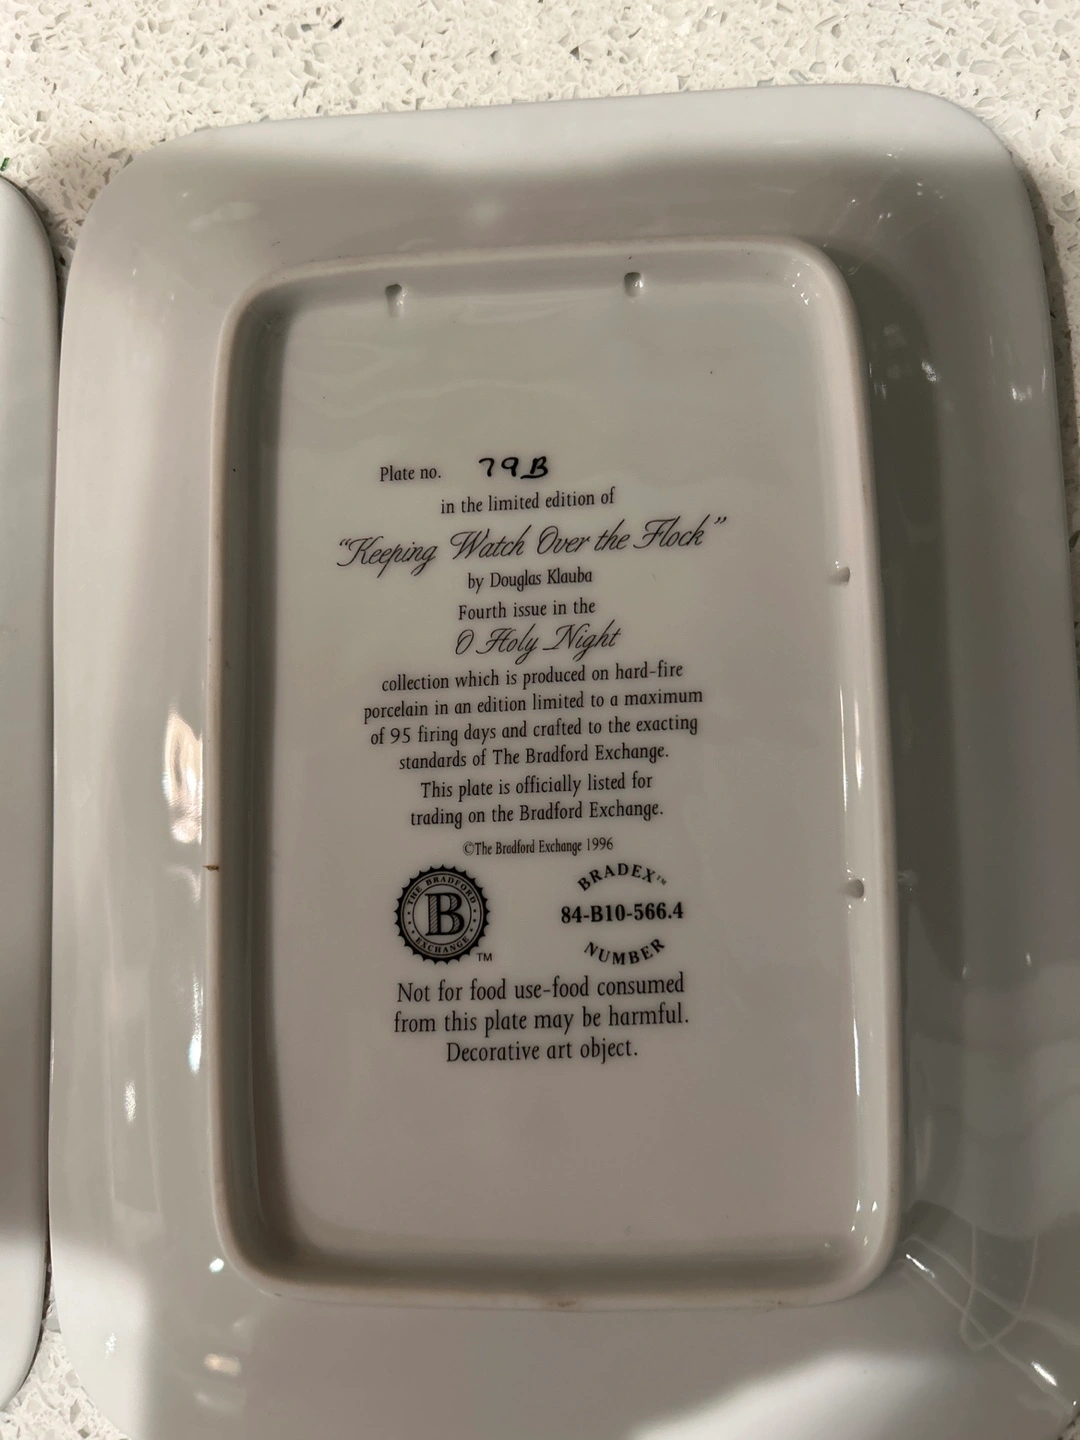 Plate no. 79B
in the limited edition of
“Keeping Watch Over the Flock”
by Douglas Klauba
Fourth issue in the
O Holy Night
collection which is produced on hard-fire
porcelain in an edition limited to a maximum
of 95 firing days and crafted to the exacting
standards of The Bradford Exchange.
This plate is officially listed for
trading on the Bradford Exchange.
©The Bradford Exchange 1996
THE BRADFORD
B
EXCHANGE
TM
BRADEX™
84-B10-566.4
NUMBER
Not for food use-food consumed
from this plate may be harmful.
Decorative art object.